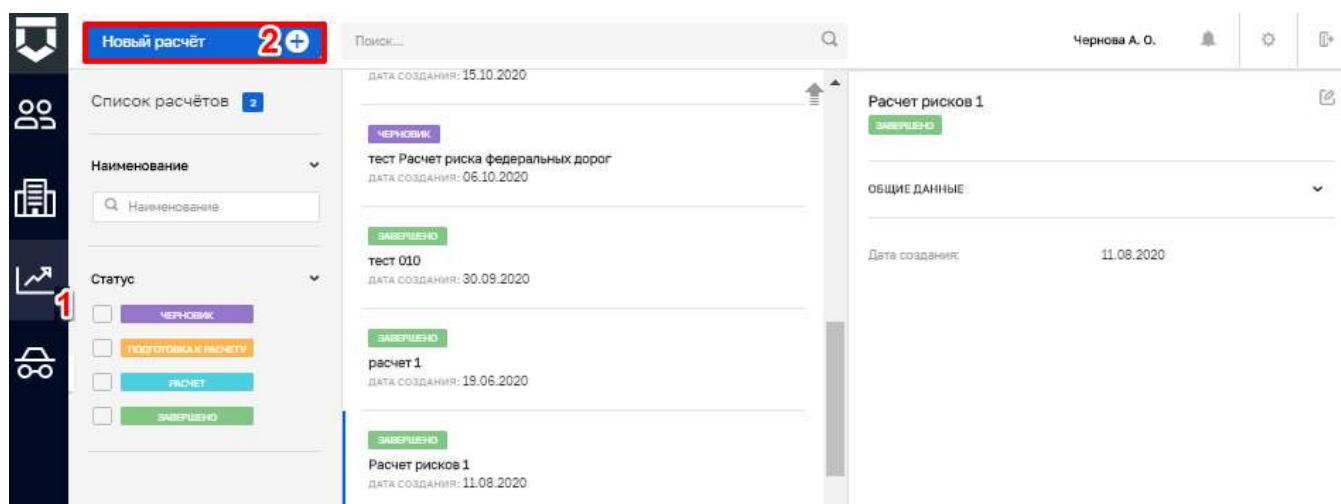 Новый расчёт 2
Поиск...
Чернова А. О.
Список расчётов 2
Наименование
Наименование
Статус
1
ЧЕРНОВИК
ПОДГОТОВКА К РАСЧЕТУ
РАСЧЕТ
ЗАВЕРШЕНО
ДАТА СОЗДАНИЯ: 15.10.2020
ЧЕРНОВИК
тест Расчет риска федеральных дорог
ДАТА СОЗДАНИЯ: 06.10.2020
ЗАВЕРШЕНО
тест 010
ДАТА СОЗДАНИЯ: 30.09.2020
ЗАВЕРШЕНО
расчет 1
ДАТА СОЗДАНИЯ: 19.06.2020
ЗАВЕРШЕНО
Расчет рисков 1
ДАТА СОЗДАНИЯ: 11.08.2020
Расчет рисков 1
ЗАВЕРШЕНО
ОБЩИЕ ДАННЫЕ
Дата создания: 11.08.2020